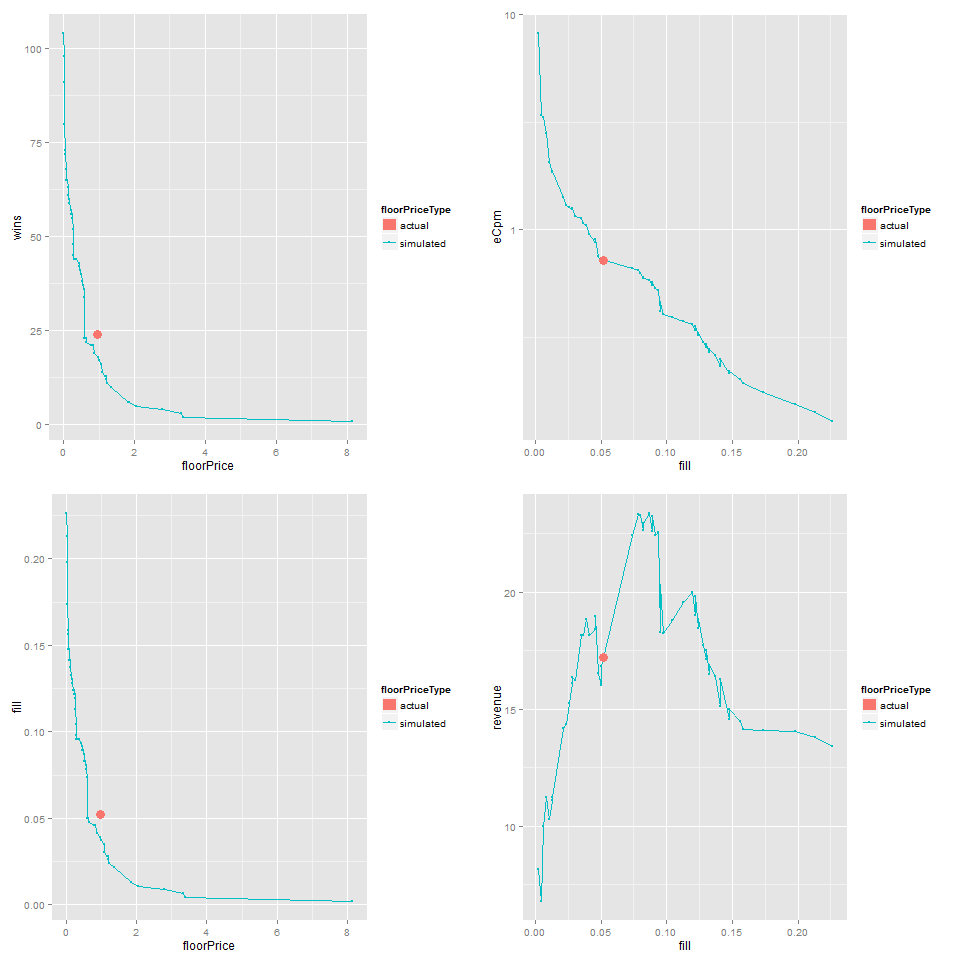 100
75
50
25
0
wins
0
2
4
6
8
floorPrice
floorPriceType
actual
simulated
10
1
eCpm
0.00
0.05
0.10
0.15
0.20
fill
floorPriceType
actual
simulated
0.20
0.15
0.10
0.05
0.00
fill
0
2
4
6
8
floorPrice
floorPriceType
actual
simulated
20
15
10
revenue
0.00
0.05
0.10
0.15
0.20
fill
floorPriceType
actual
simulated